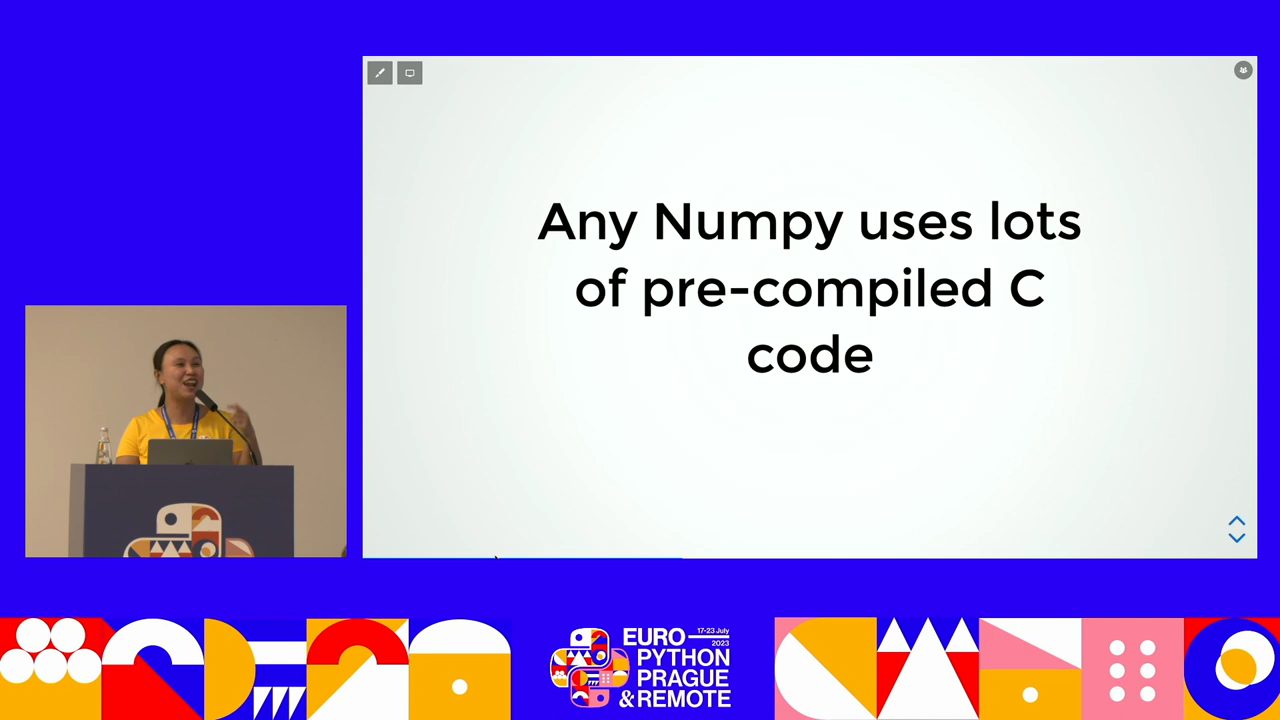 Any Numpy uses lots
of pre-compiled C
code
EURO
17-23 July
2023
PYTHON
PRAGUE
& REMOTE